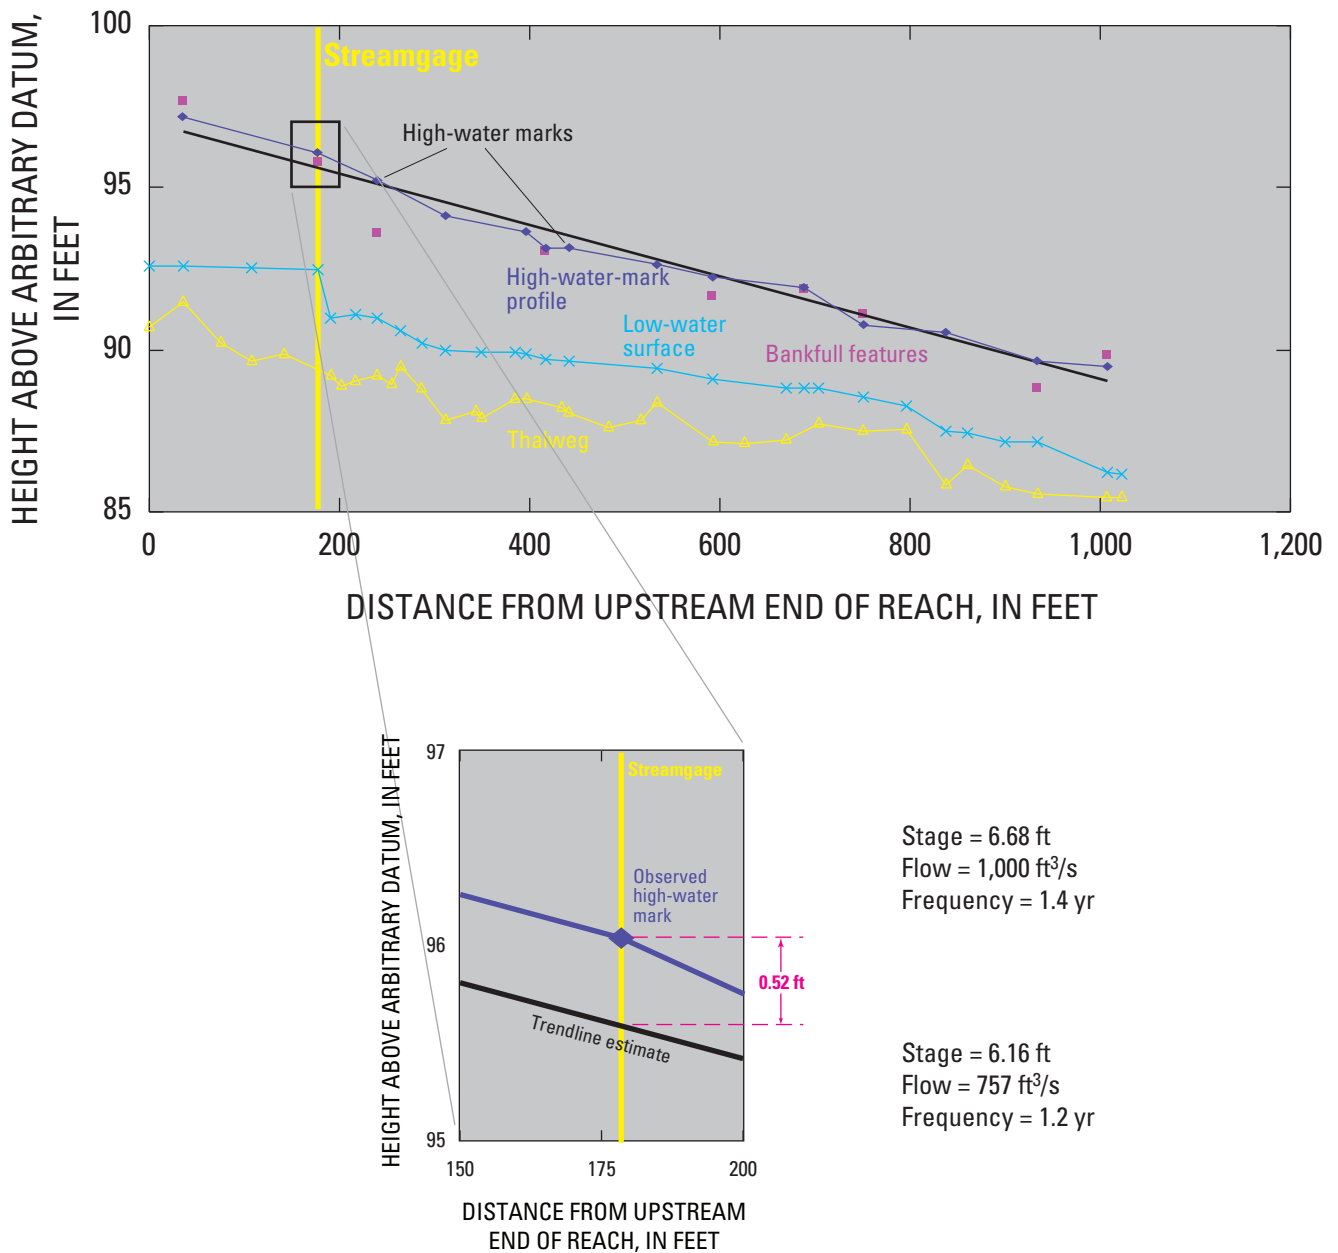 HEIGHT ABOVE ARBITRARY DATUM,
IN FEET
100
95
90
85
Streamgage
High-water marks
High-water-mark
profile
Low-water
surface
Bankfull features
Thalweg
0
200
400
600
800
1,000
1,200
DISTANCE FROM UPSTREAM END OF REACH, IN FEET
HEIGHT ABOVE ARBITRARY DATUM, IN FEET
97
96
95
Streamgage
Observed
high-water
mark
0.52 ft
Trendline estimate
150
175
200
DISTANCE FROM UPSTREAM
END OF REACH, IN FEET
Stage = 6.68 ft
Flow = 1,000 ft³/s
Frequency = 1.4 yr
Stage = 6.16 ft
Flow = 757 ft³/s
Frequency = 1.2 yr